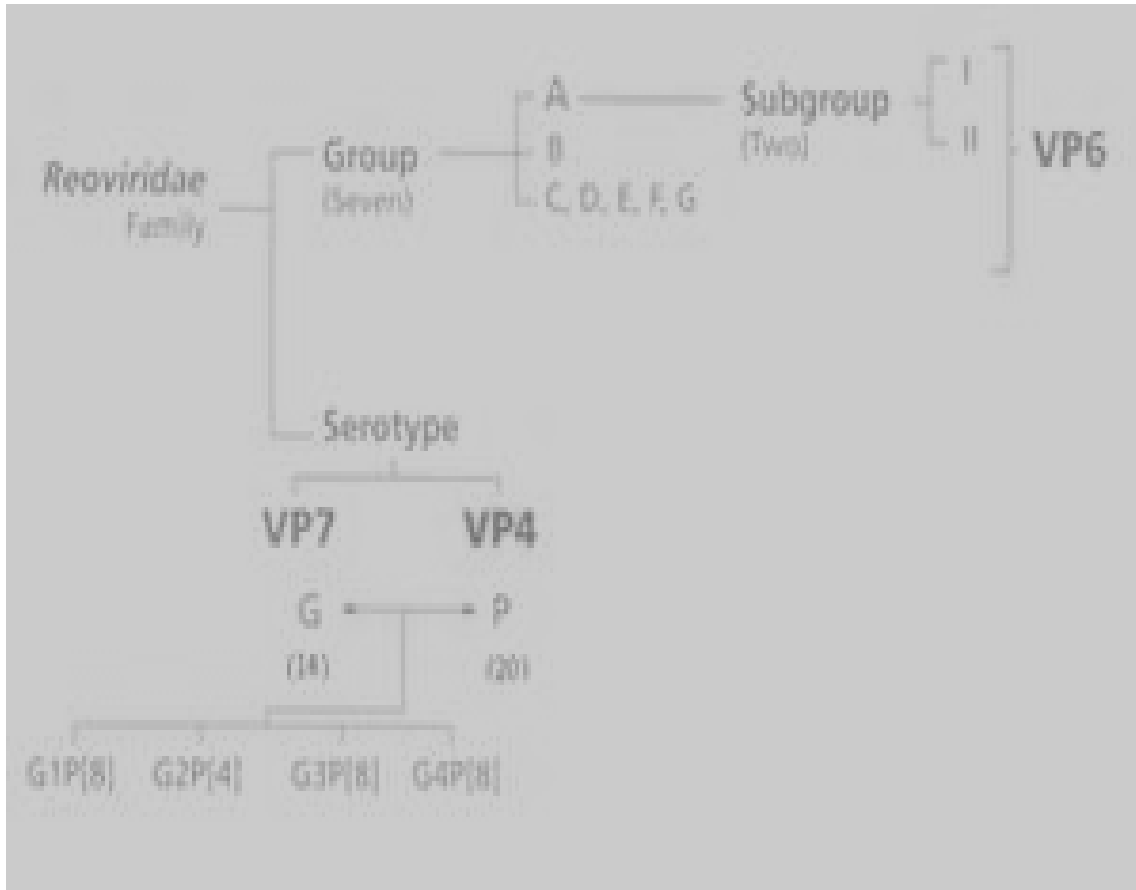 Reoviridae
Family
Group
(Seven)
A
B
C, D, E, F, G
Subgroup
(Two)
I
II
VP6
Serotype
VP7
VP4
G
P
(14)
(20)
G1P[8]
G2P[4]
G3P[8]
G4P[8]